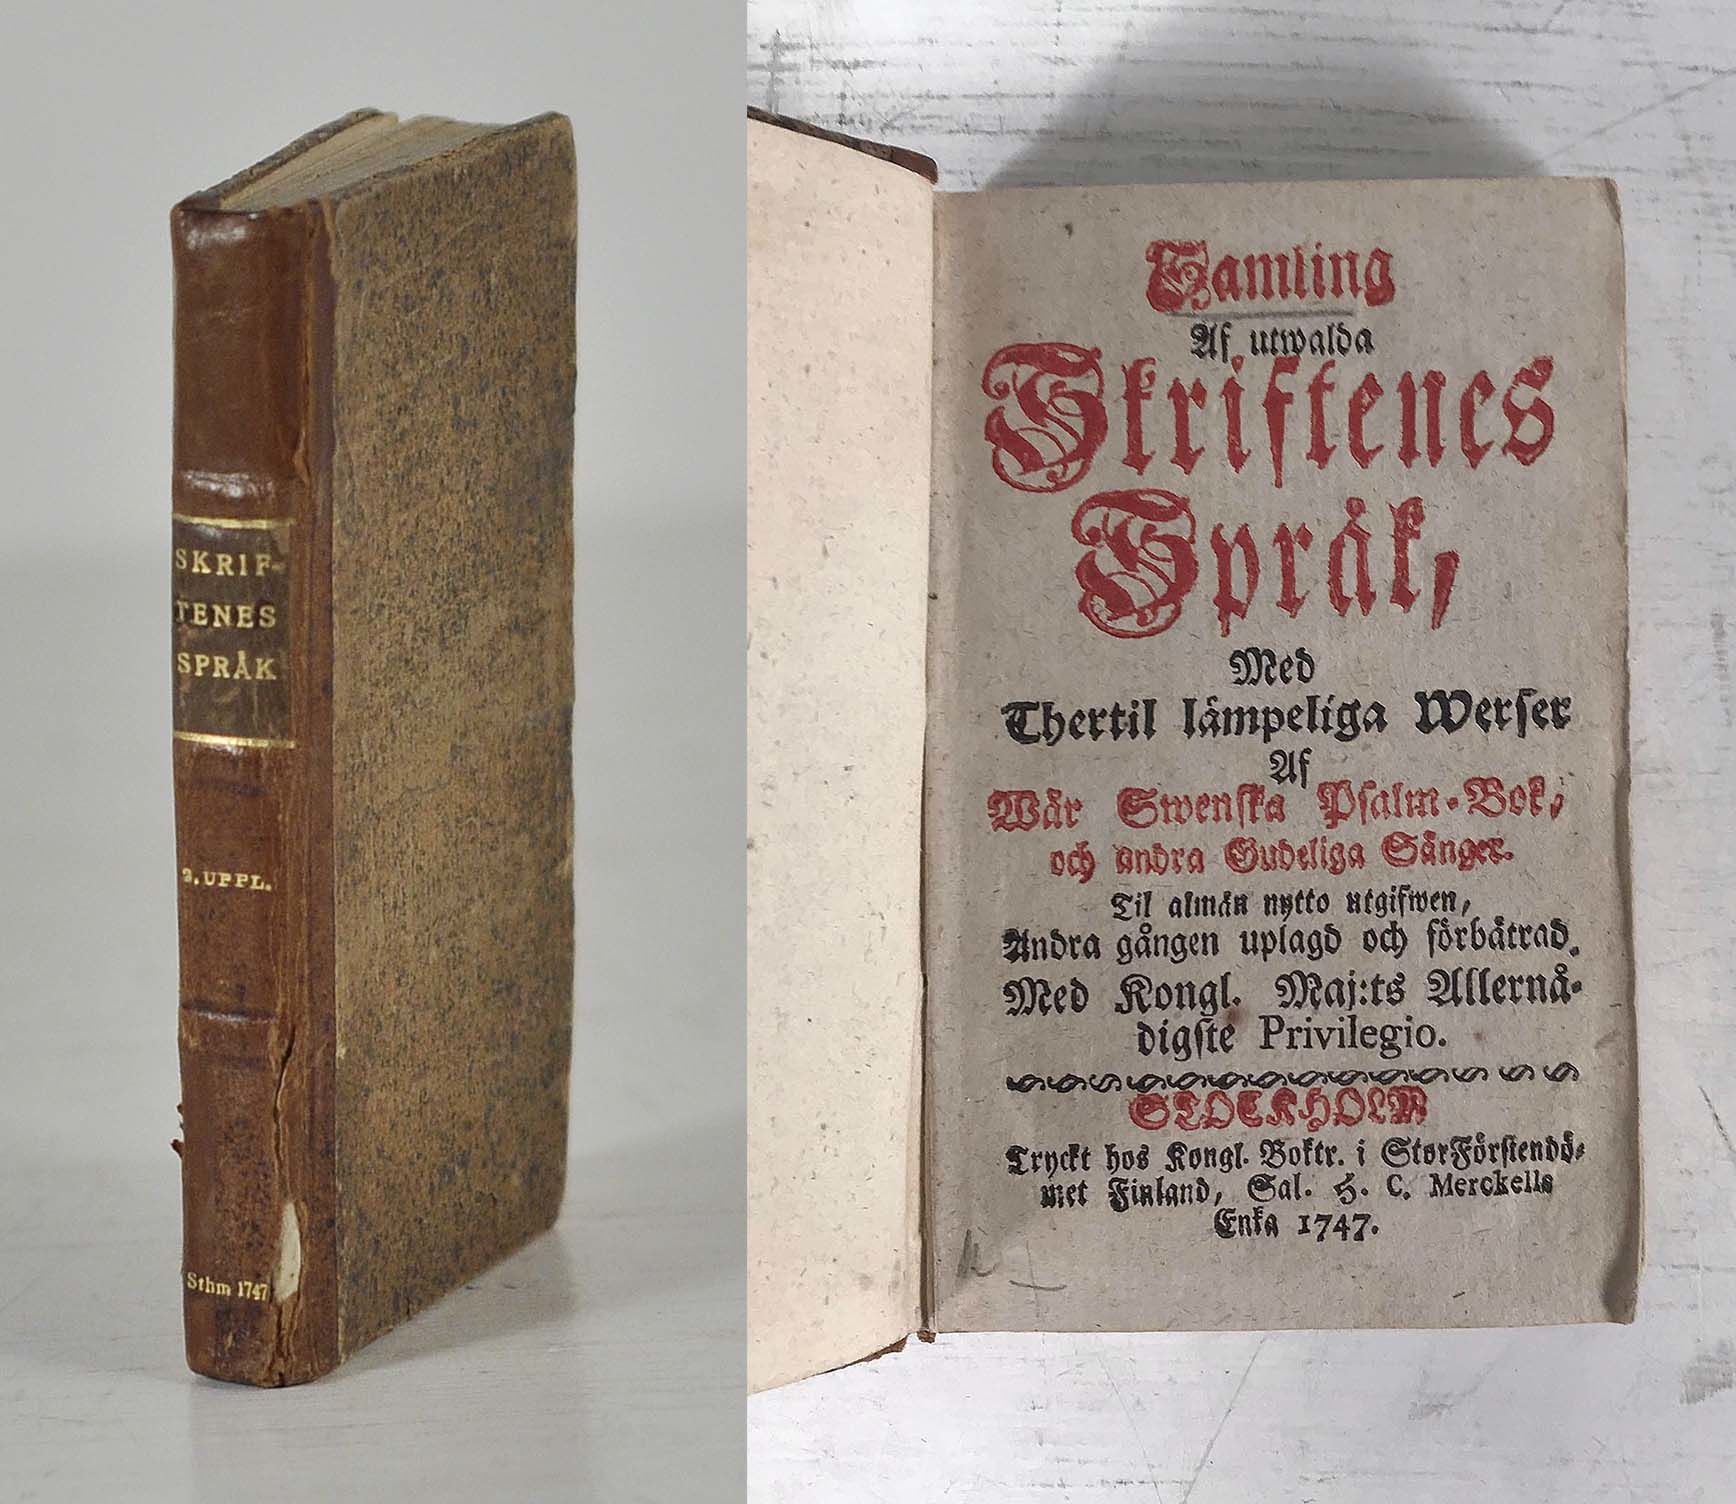 SKRIF-
TENES
SPRÅK
2. UPPL.
Sthm 1747
Samling
Af utwalda
Skriftenes
Språk,
Med
Thertil lämpeliga Werser
Af
Wår Swenska Psalm-Bok,
och andra Gudeliga Sånger.
Til almän nytto utgifwen,
Andra gången uplagd och förbätrad.
Med Kongl. Maj:ts Allernå-
digste Privilegio.
STOCKHOLM
Tryckt hos Kongl. Boktr. i StorFörstendö-
met Finland, Sal. H. C. Merckells
Enka 1747.